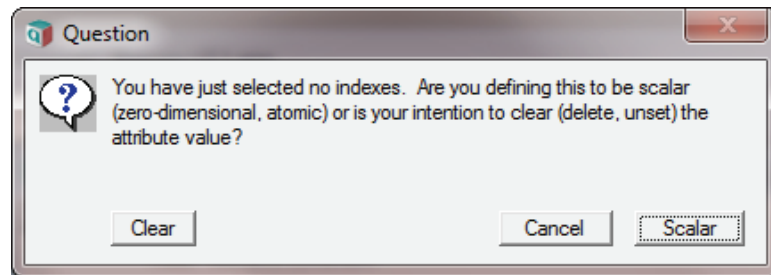 Question
You have just selected no indexes. Are you defining this to be scalar
(zero-dimensional, atomic) or is your intention to clear (delete, unset) the
attribute value?
Clear
Cancel
Scalar